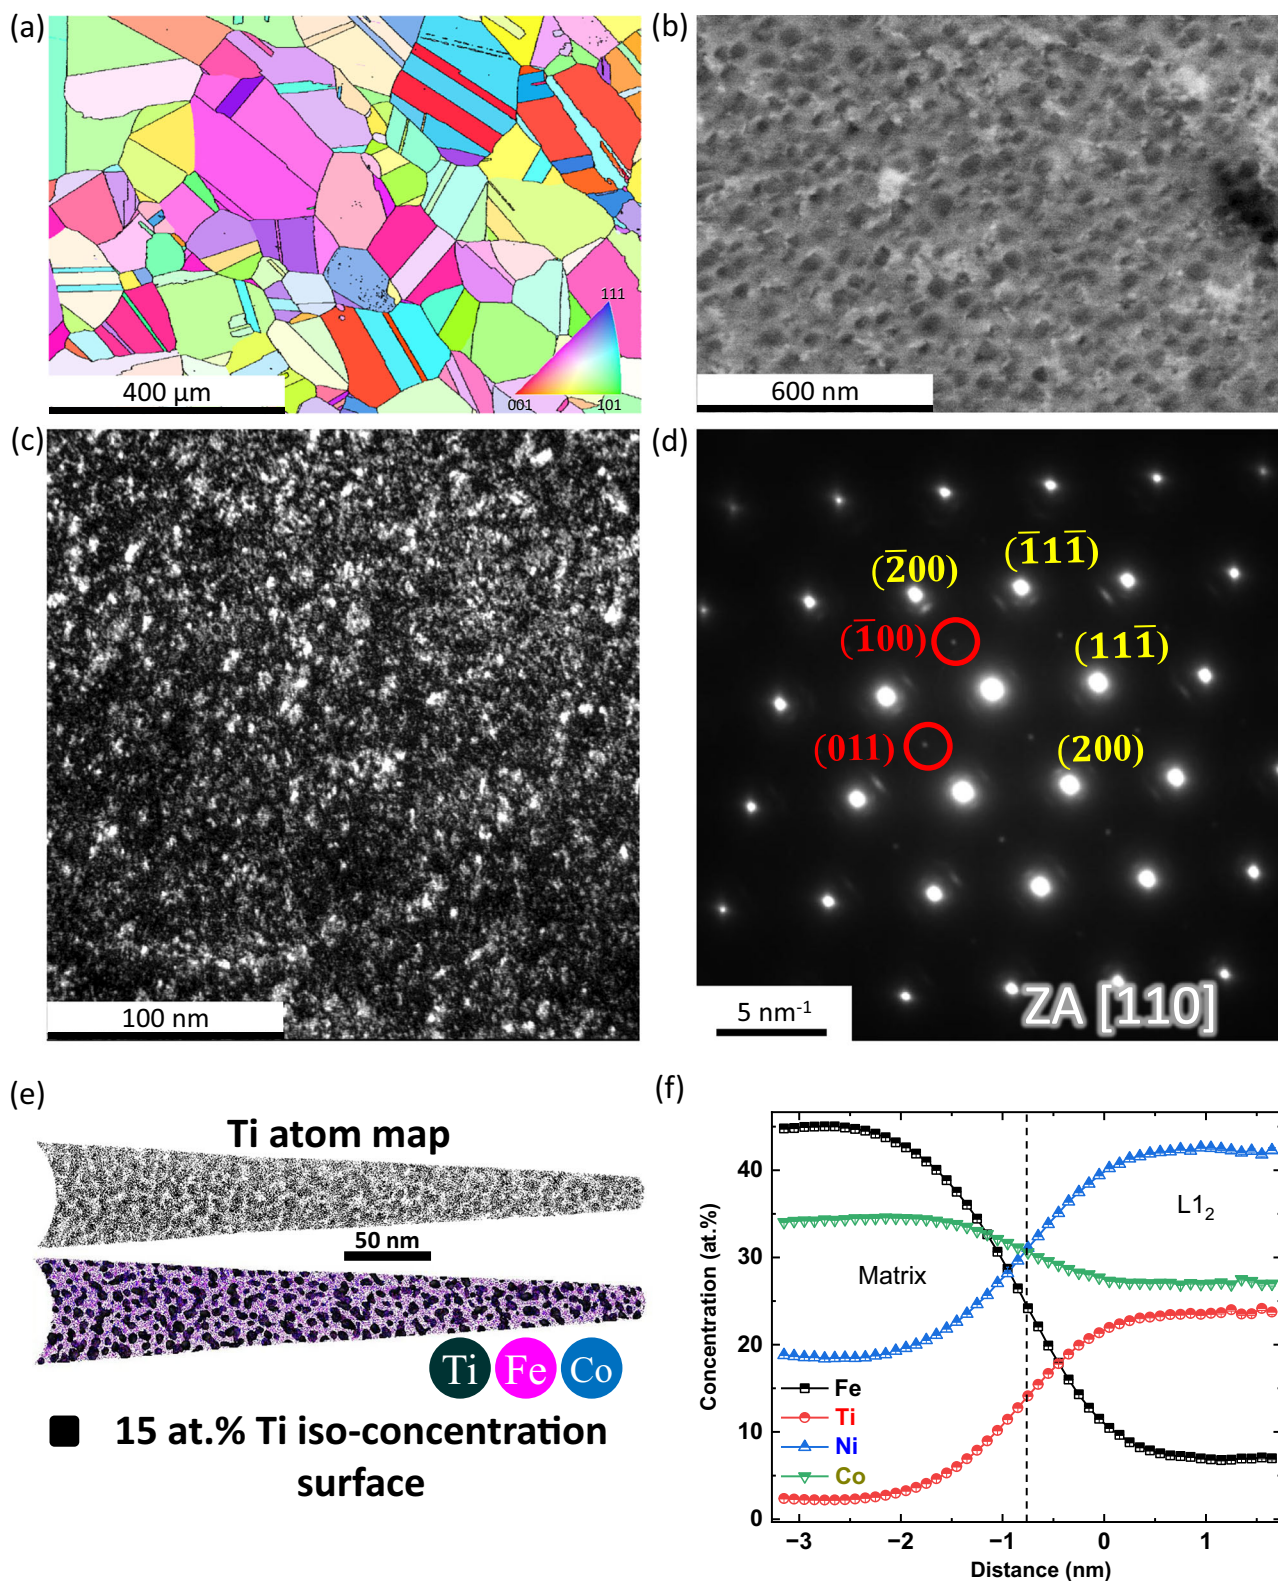 (a)
111
001
101
400 μm
(b)
600 nm
(c)
100 nm
(d)
(2̅00)
(1̅11̅)
(1̅00)
(111̅)
(011)
(200)
5 nm⁻¹
ZA [110]
(e)
Ti atom map
50 nm
Ti Fe Co
15 at.% Ti iso-concentration
surface
(f)
Concentration (at.%)
40
30
20
10
0
Matrix
L1₂
Fe
Ti
Ni
Co
−3 −2 −1 0 1
Distance (nm)